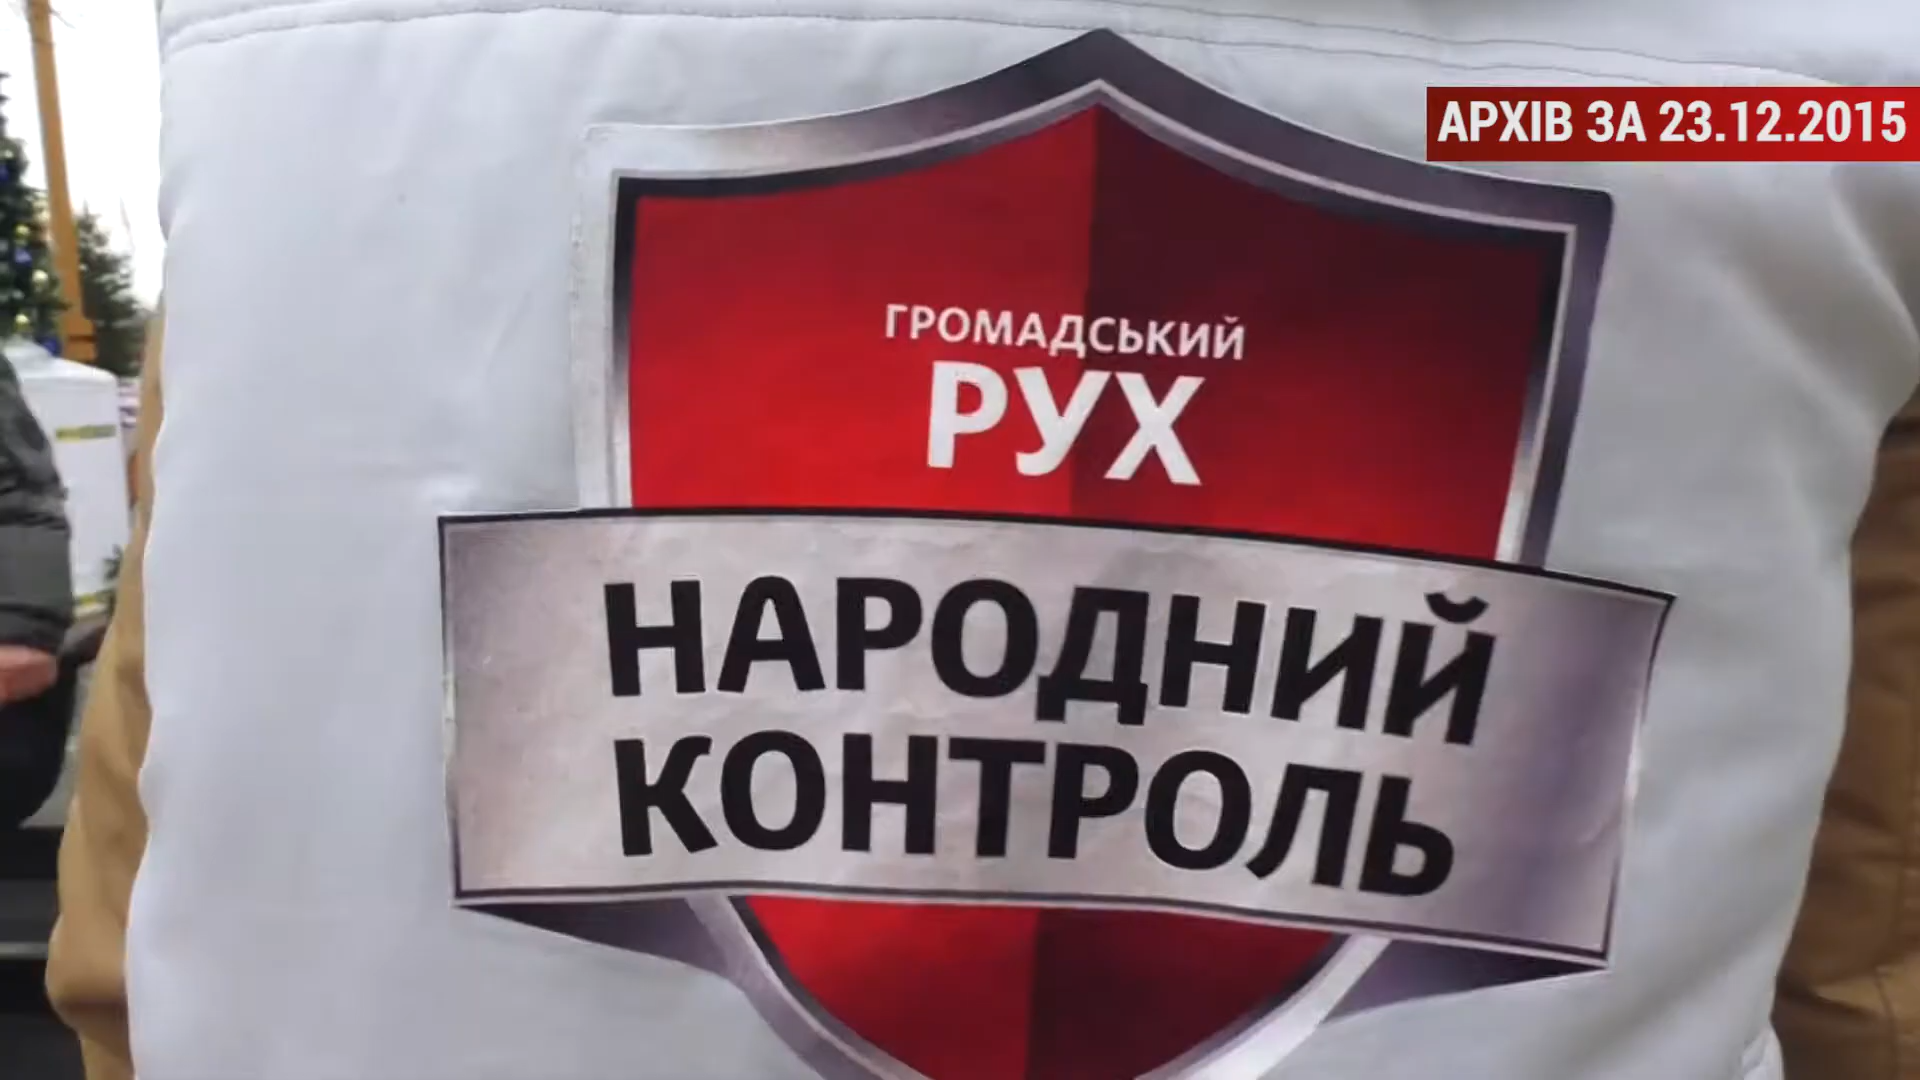 АРХІВ ЗА 23.12.2015
ГРОМАДСЬКИЙ
РУХ
НАРОДНИЙ
КОНТРОЛЬ